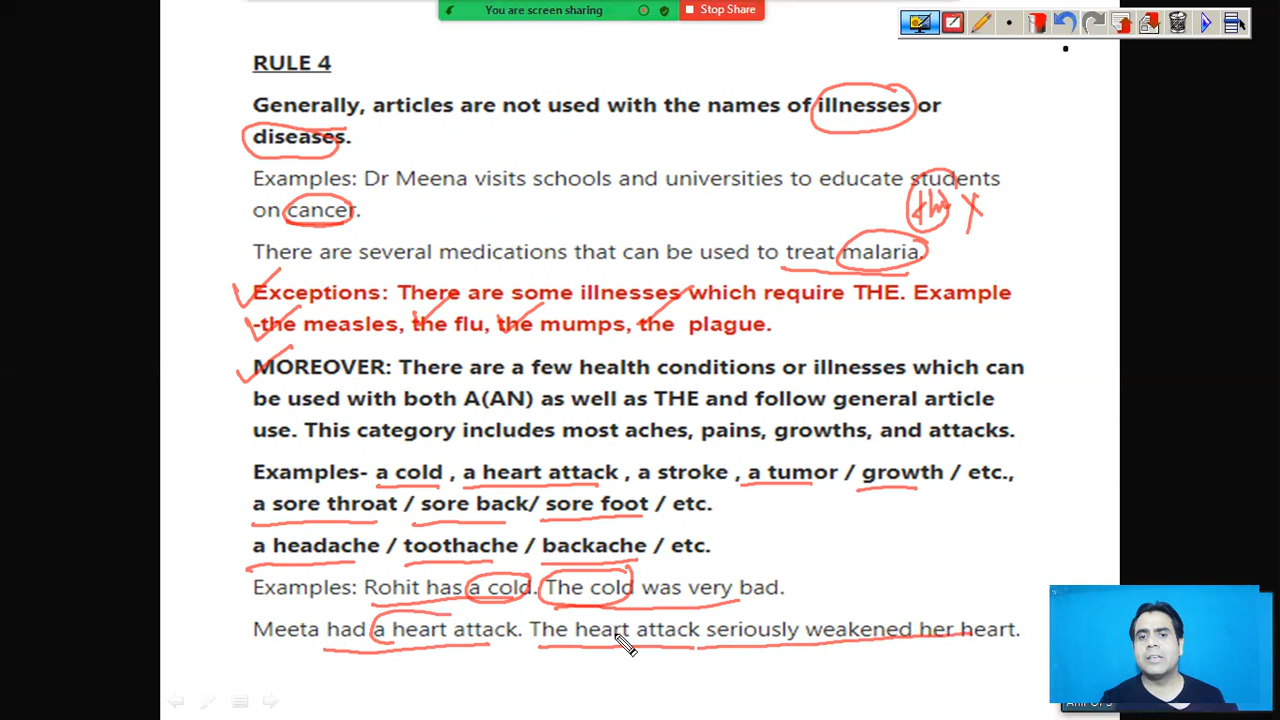 You are screen sharing
Stop Share
RULE 4
Generally, articles are not used with the names of illnesses or
diseases.
Examples: Dr Meena visits schools and universities to educate students
on cancer.
the X
There are several medications that can be used to treat malaria.
Exceptions: There are some illnesses which require THE. Example
-the measles, the flu, the mumps, the plague.
MOREOVER: There are a few health conditions or illnesses which can
be used with both A(AN) as well as THE and follow general article
use. This category includes most aches, pains, growths, and attacks.
Examples- a cold , a heart attack , a stroke , a tumor / growth / etc.,
a sore throat / sore back/ sore foot / etc.
a headache / toothache / backache / etc.
Examples: Rohit has a cold. The cold was very bad.
Meeta had a heart attack. The heart attack seriously weakened her heart.